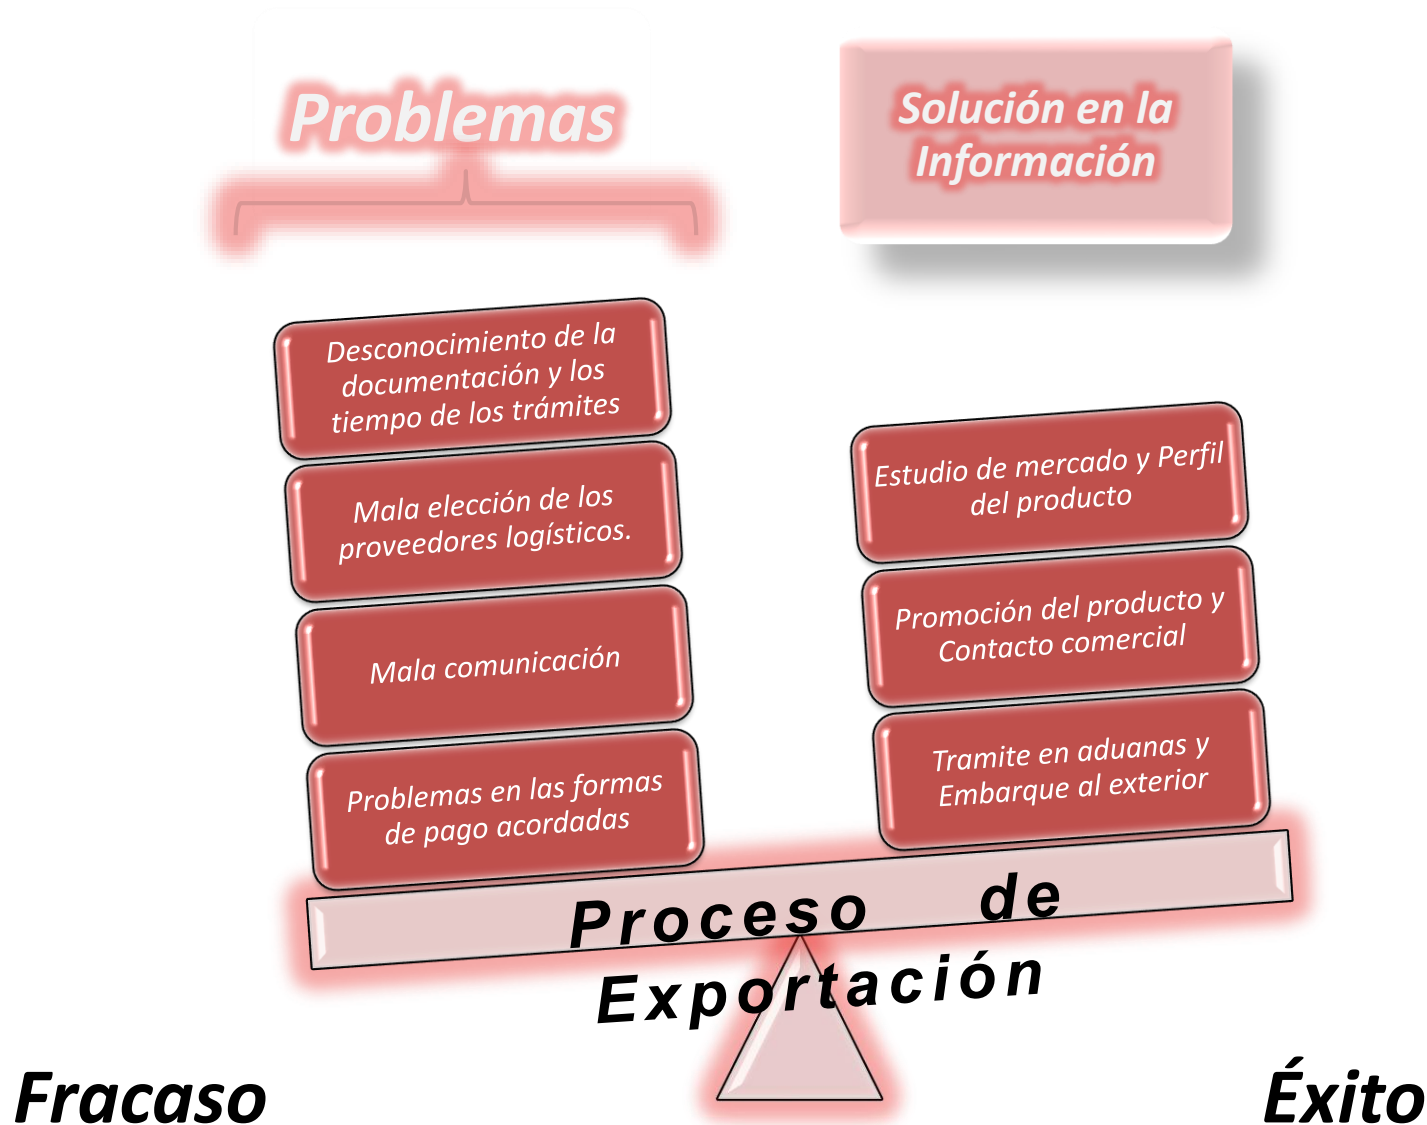 Problemas
Solución en la
Información
Desconocimiento de la
documentación y los
tiempo de los trámites
Mala elección de los
proveedores logísticos.
Mala comunicación
Problemas en las formas
de pago acordadas
Estudio de mercado y Perfil
del producto
Promoción del producto y
Contacto comercial
Tramite en aduanas y
Embarque al exterior
Proceso de
Exportación
Fracaso
Éxito